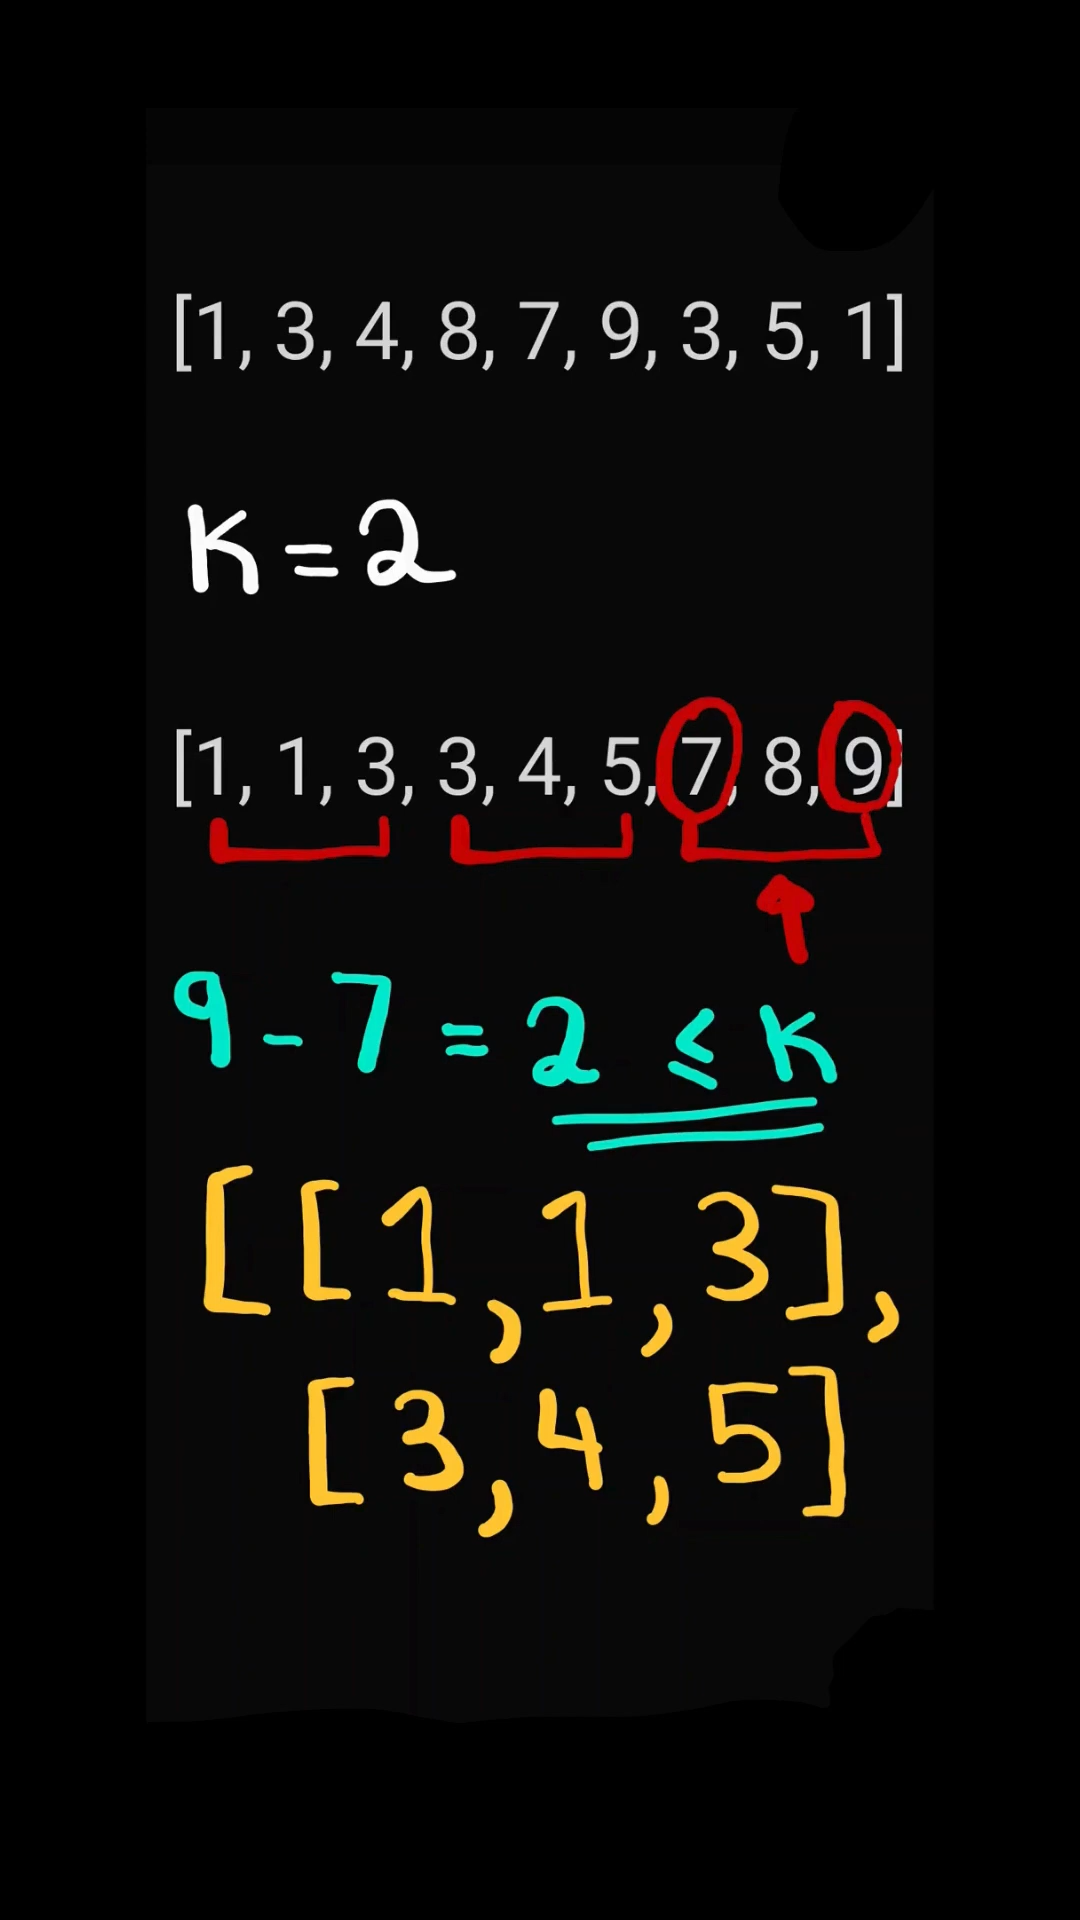 [1, 3, 4, 8, 7, 9, 3, 5, 1]
K = 2
[1, 1, 3, 3, 4, 5, 7, 8, 9]
9 - 7 = 2 ≤ K
[ [1, 1, 3],
[3, 4, 5]